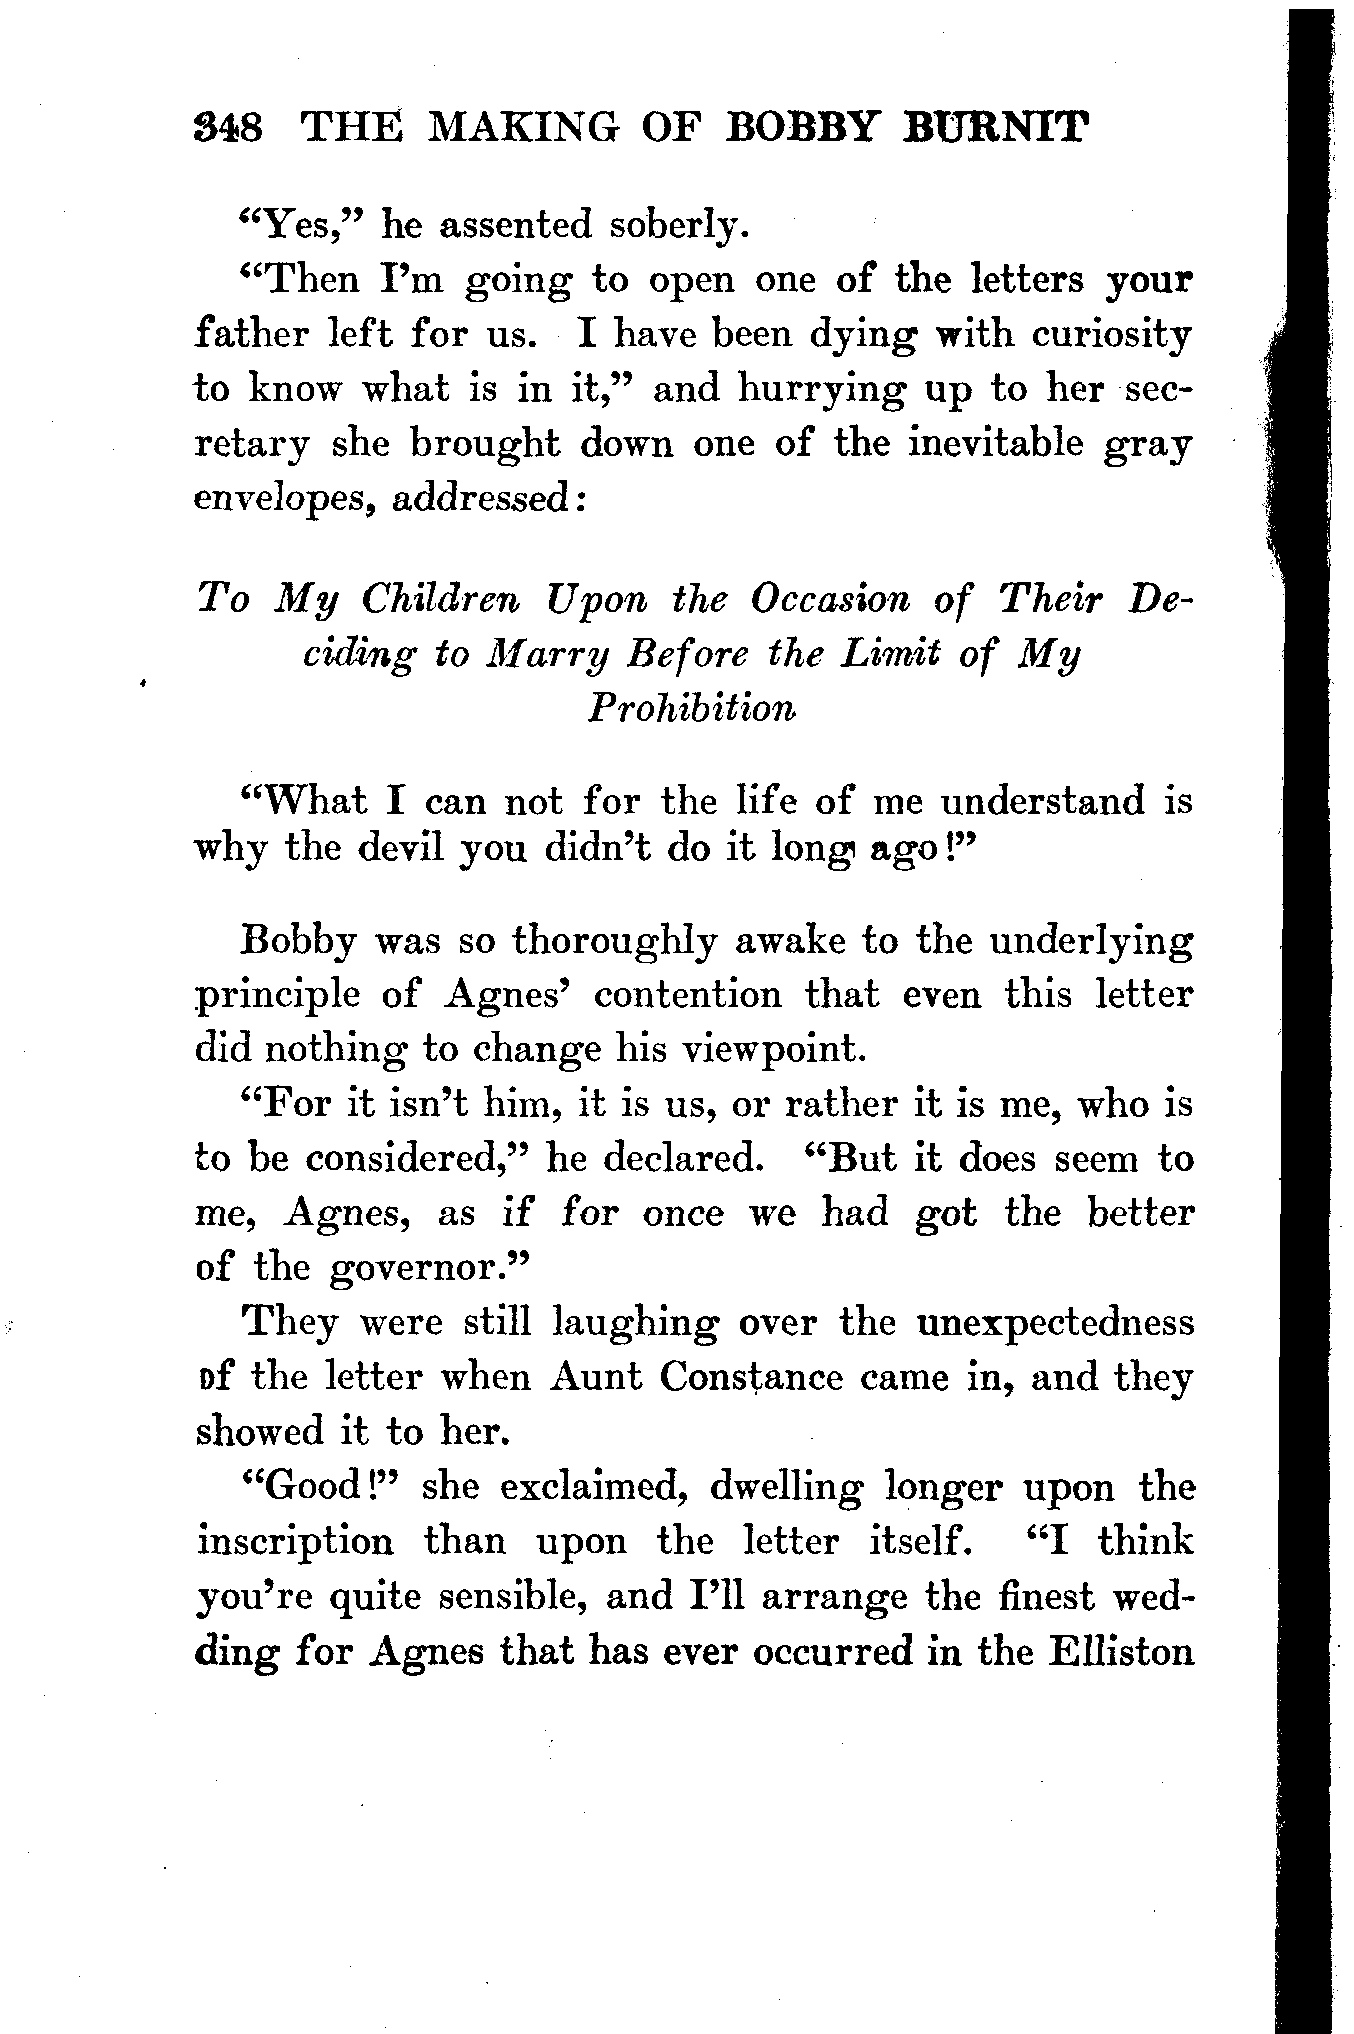 348 THE MAKING OF BOBBY BURNIT
“Yes,” he assented soberly.
“Then I’m going to open one of the letters your
father left for us. I have been dying with curiosity
to know what is in it,” and hurrying up to her sec-
retary she brought down one of the inevitable gray
envelopes, addressed:
To My Children Upon the Occasion of Their De-
ciding to Marry Before the Limit of My
Prohibition
“What I can not for the life of me understand is
why the devil you didn’t do it long ago!”
Bobby was so thoroughly awake to the underlying
principle of Agnes’ contention that even this letter
did nothing to change his viewpoint.
“For it isn’t him, it is us, or rather it is me, who is
to be considered,” he declared. “But it does seem to
me, Agnes, as if for once we had got the better
of the governor.”
They were still laughing over the unexpectedness
of the letter when Aunt Constance came in, and they
showed it to her.
“Good!” she exclaimed, dwelling longer upon the
inscription than upon the letter itself. “I think
you’re quite sensible, and I’ll arrange the finest wed-
ding for Agnes that has ever occurred in the Elliston